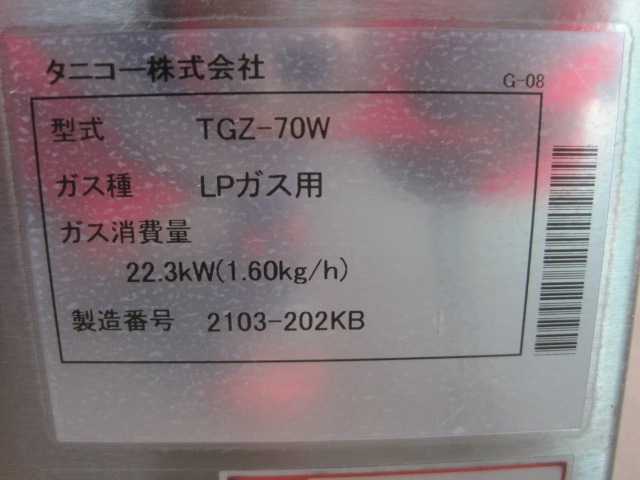 タニコー株式会社
G-08
型式 TGZ-70W
ガス種 LPガス用
ガス消費量
22.3kW(1.60kg/h)
製造番号 2103-202KB